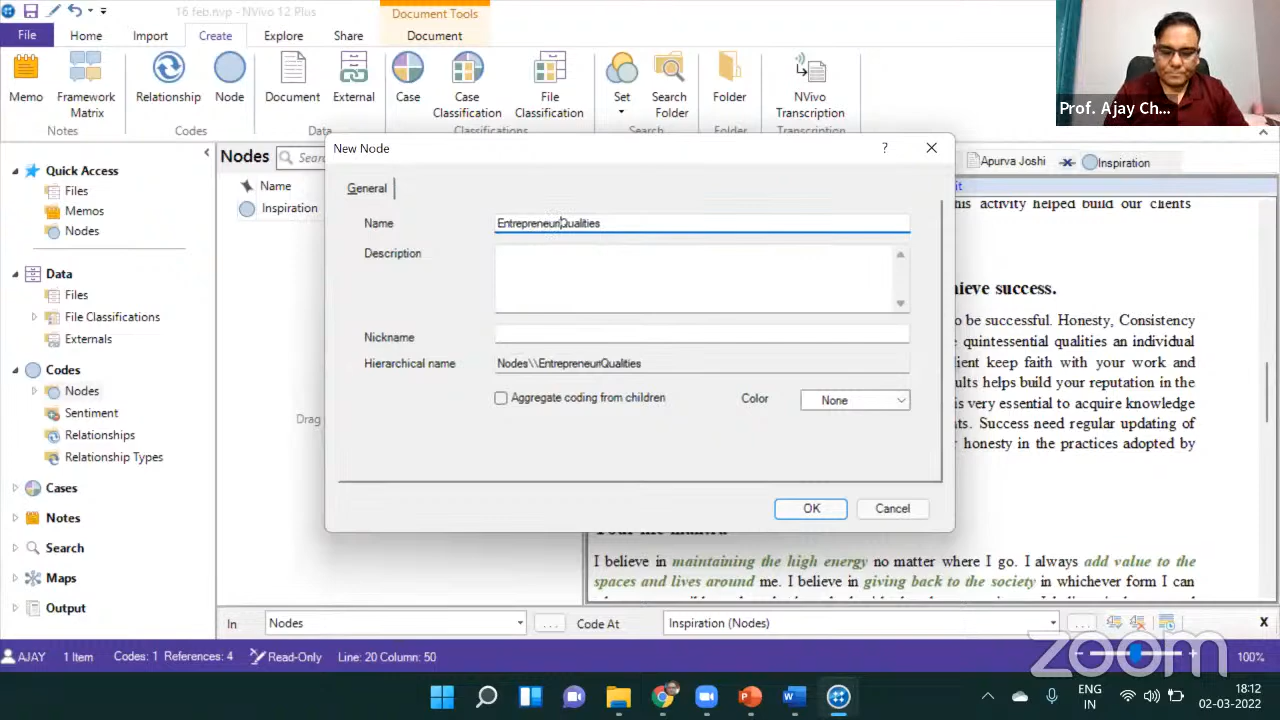 16 feb.nvp - NVivo 12 Plus
Document Tools
File
Home
Import
Create
Explore
Share
Document
Memo
Framework
Matrix
Relationship
Node
Document
External
Case
Case
Classification
File
Classification
Set
Search
Folder
Folder
NVivo
Transcription
Notes
Codes
Data
Classifications
Search
Folder
NVivo Transcription
Prof. Ajay Ch...
Quick Access
Files
Memos
Nodes
Data
Files
File Classifications
Externals
Codes
Nodes
Sentiment
Relationships
Relationship Types
Cases
Notes
Search
Maps
Output
Nodes
Name
Inspiration
Drag
New Node
?
General
Name
EntrepreneurQualities
Description
Nickname
Hierarchical name
Nodes\\EntrepreneurQualities
Aggregate coding from children
Color
None
OK
Cancel
Apurva Joshi
Inspiration
it
his activity helped build our clients
ieve success.
o be successful. Honesty, Consistency
e quintessential qualities an individual
ient keep faith with your work and
ults helps build your reputation in the
is very essential to acquire knowledge
nts. Success need regular updating of
r honesty in the practices adopted by
I believe in maintaining the high energy no matter where I go. I always add value to the
spaces and lives around me. I believe in giving back to the society in whichever form I can
In
Nodes
...
Code At
Inspiration (Nodes)
...
X
AJAY
1 Item
Codes: 1
References: 4
Read-Only
Line: 20 Column: 50
100%
zoom
ENG
IN
18:12
02-03-2022